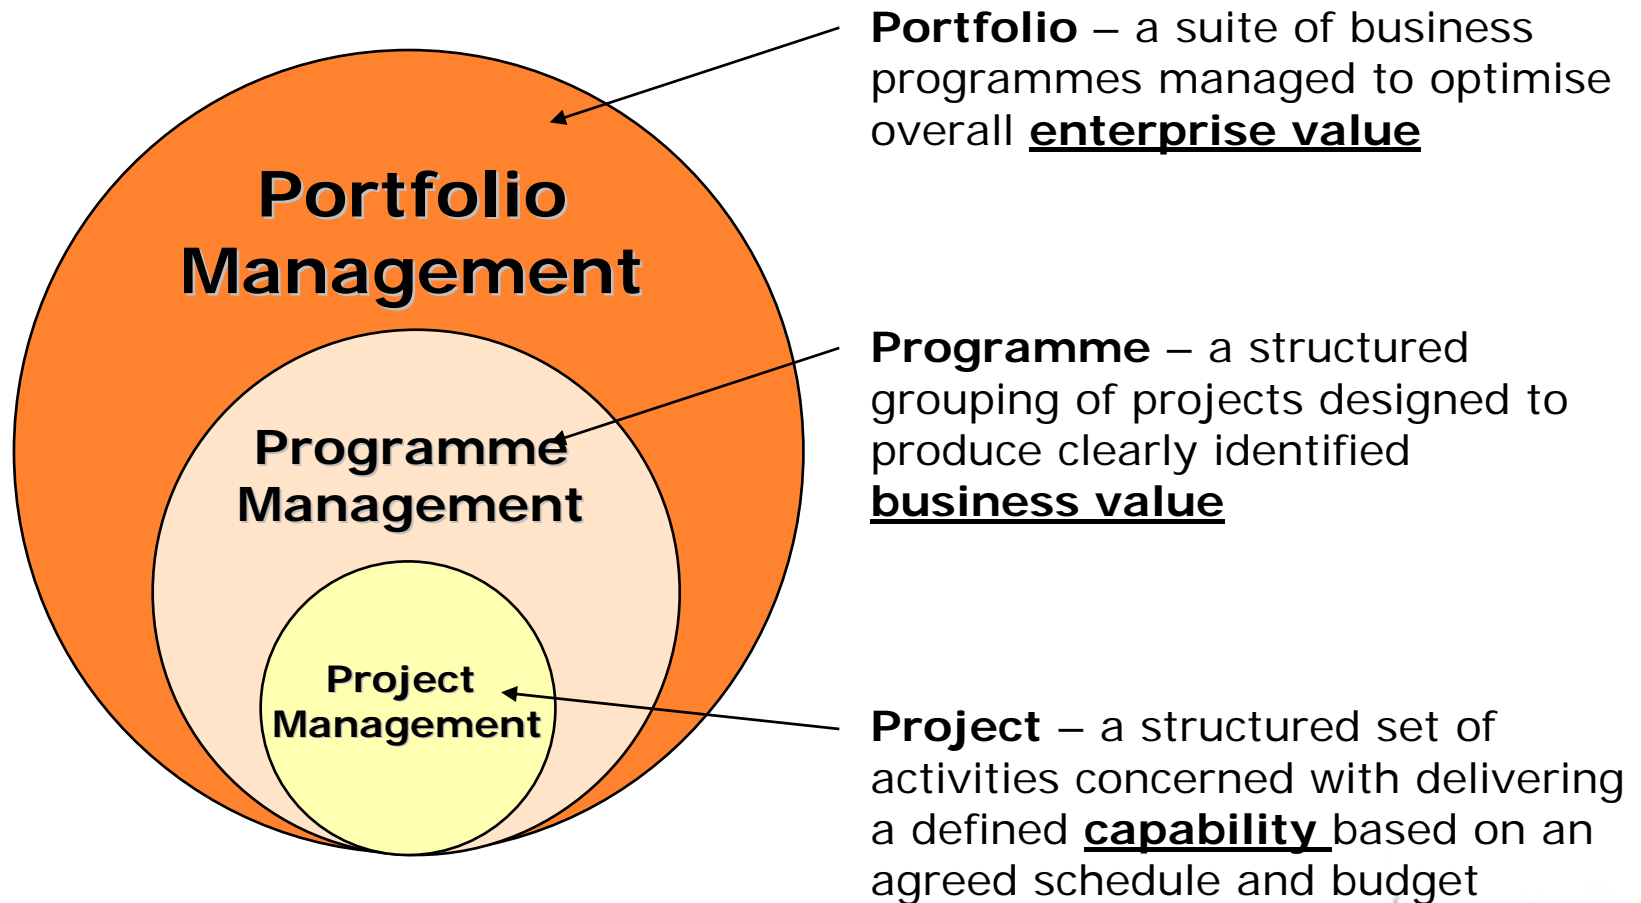 Portfolio – a suite of business
programmes managed to optimise
overall enterprise value
Portfolio
Management
Programme – a structured
grouping of projects designed to
produce clearly identified
business value
Programme
Management
Project
Management
Project – a structured set of
activities concerned with delivering
a defined capability based on an
agreed schedule and budget